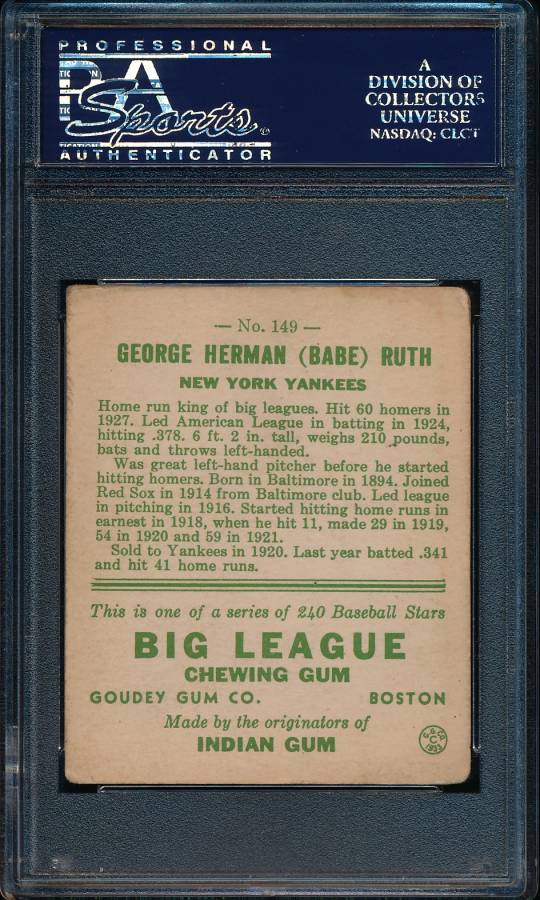 PROFESSIONAL
PSA
Sports
AUTHENTICATOR
A
DIVISION OF
COLLECTORS
UNIVERSE
NASDAQ: CLCT
— No. 149 —
GEORGE HERMAN (BABE) RUTH
NEW YORK YANKEES
Home run king of big leagues. Hit 60 homers in
1927. Led American League in batting in 1924,
hitting .378. 6 ft. 2 in. tall, weighs 210 pounds,
bats and throws left-handed.
Was great left-hand pitcher before he started
hitting homers. Born in Baltimore in 1894. Joined
Red Sox in 1914 from Baltimore club. Led league
in pitching in 1916. Started hitting home runs in
earnest in 1918, when he hit 11, made 29 in 1919,
54 in 1920 and 59 in 1921.
Sold to Yankees in 1920. Last year batted .341
and hit 41 home runs.
This is one of a series of 240 Baseball Stars
BIG LEAGUE
CHEWING GUM
GOUDEY GUM CO. BOSTON
Made by the originators of
INDIAN GUM
G. G. CO.
C
1933